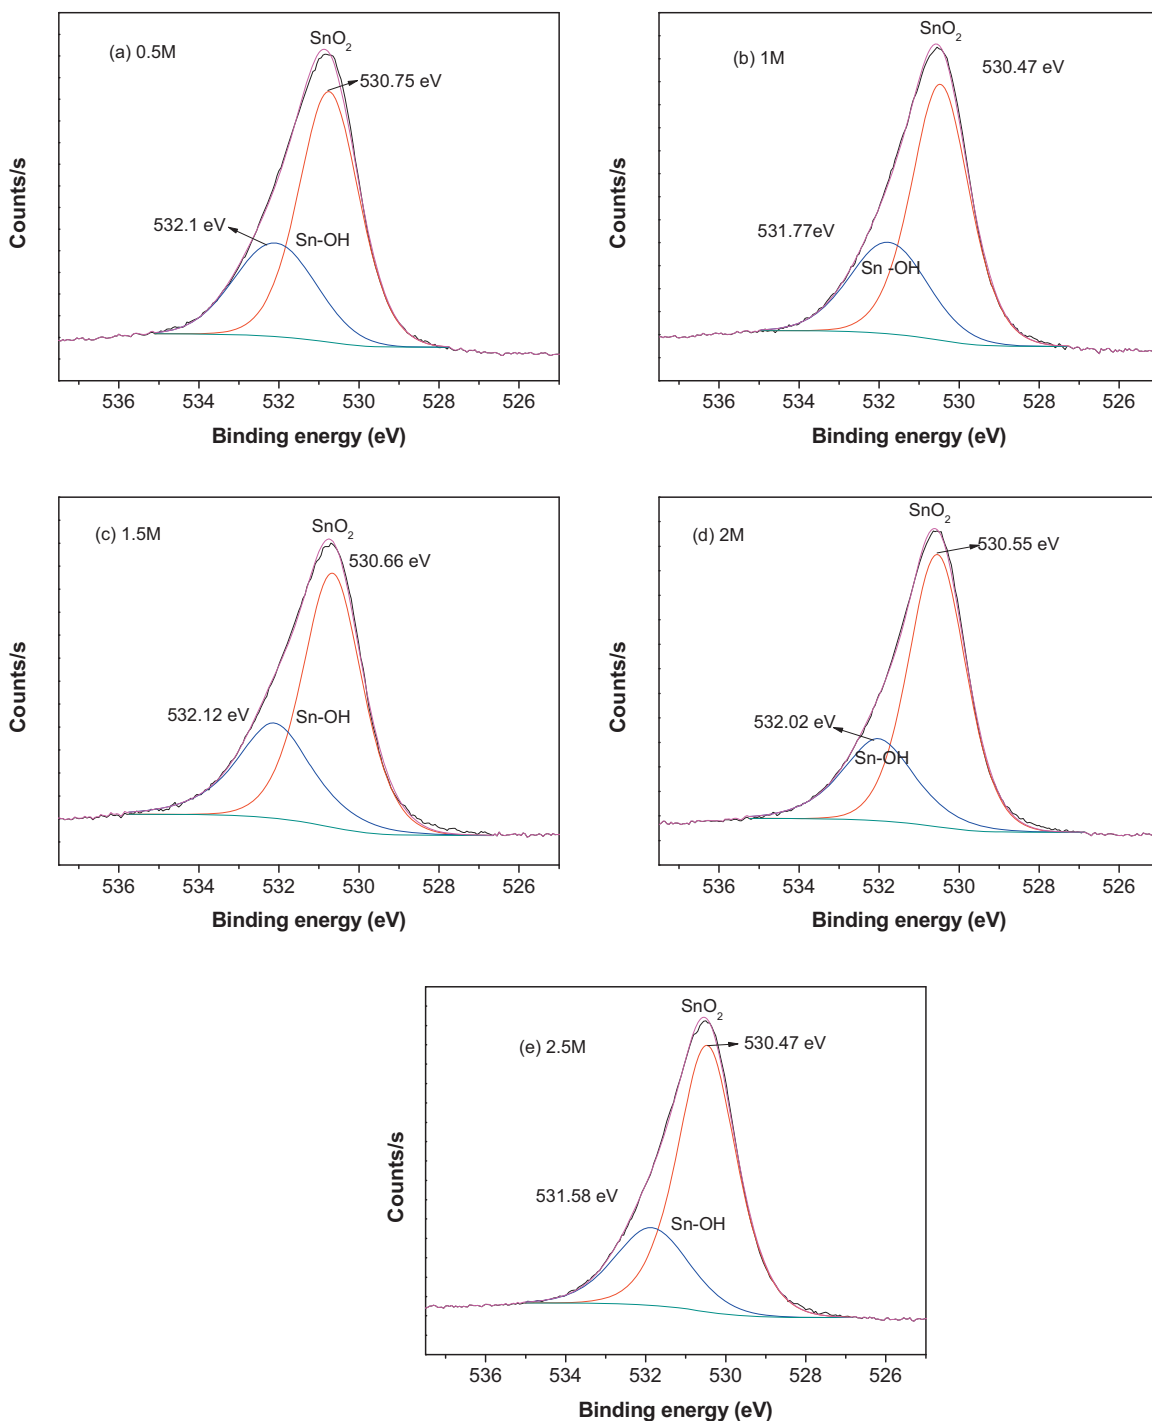 (a) 0.5M
SnO2
530.75 eV
532.1 eV
Sn-OH
Counts/s
536 534 532 530 528 526
Binding energy (eV)
(b) 1M
SnO2
530.47 eV
531.77eV
Sn -OH
Counts/s
536 534 532 530 528 526
Binding energy (eV)
(c) 1.5M
SnO2
530.66 eV
532.12 eV
Sn-OH
Counts/s
536 534 532 530 528 526
Binding energy (eV)
(d) 2M
SnO2
530.55 eV
532.02 eV
Sn-OH
Counts/s
536 534 532 530 528 526
Binding energy (eV)
(e) 2.5M
SnO2
530.47 eV
531.58 eV
Sn-OH
Counts/s
536 534 532 530 528 526
Binding energy (eV)